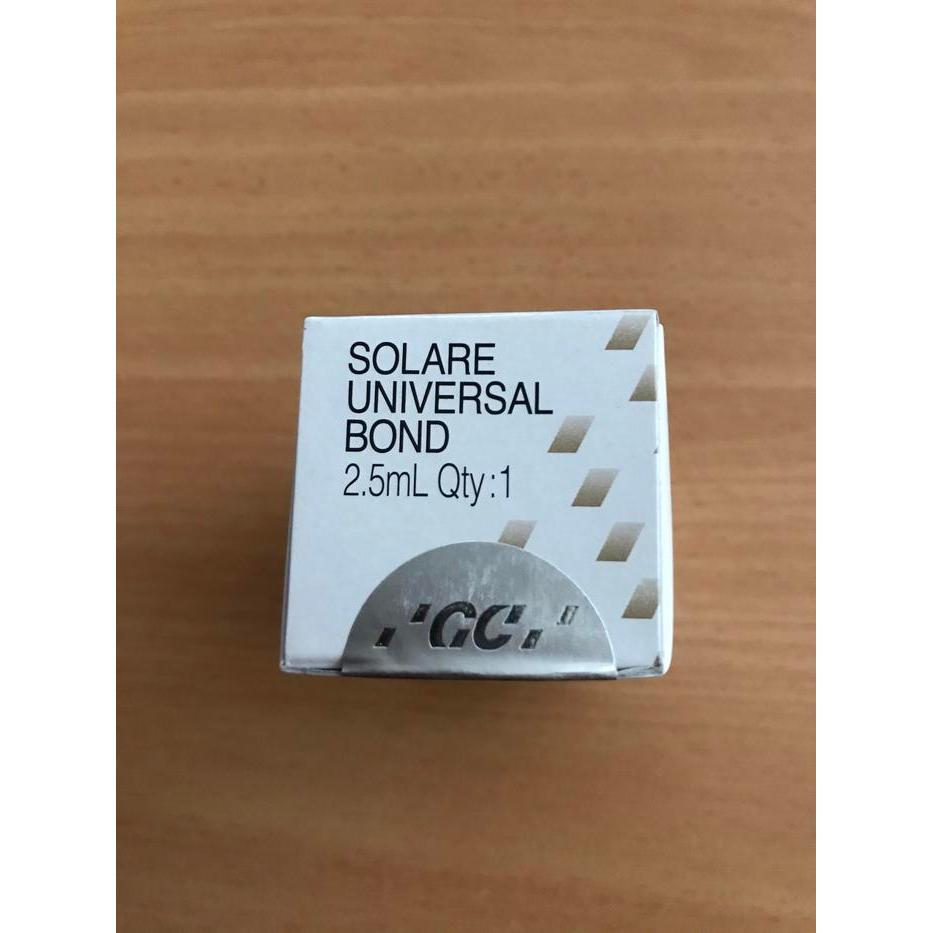 SOLARE
UNIVERSAL
BOND
2.5mL Qty:1
'GC,'